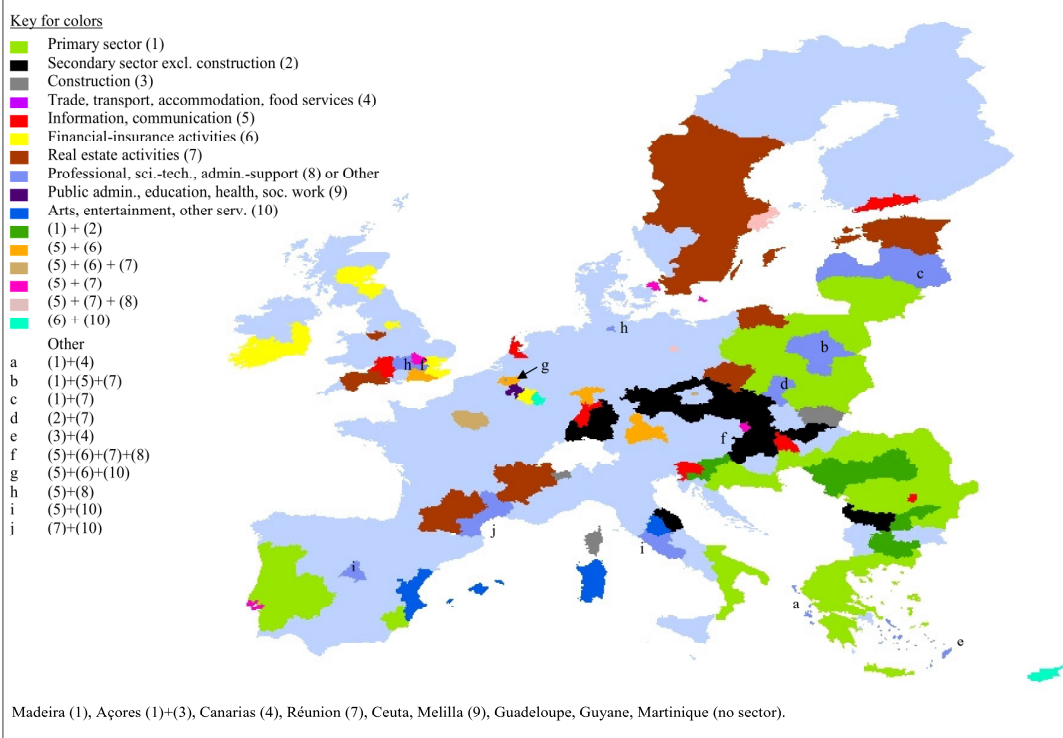 Key for colors
Primary sector (1)
Secondary sector excl. construction (2)
Construction (3)
Trade, transport, accommodation, food services (4)
Information, communication (5)
Financial-insurance activities (6)
Real estate activities (7)
Professional, sci.-tech., admin.-support (8) or Other
Public admin., education, health, soc. work (9)
Arts, entertainment, other serv. (10)
(1) + (2)
(5) + (6)
(5) + (6) + (7)
(5) + (7)
(5) + (7) + (8)
(6) + (10)
Other
a (1)+(4)
b (1)+(5)+(7)
c (1)+(7)
d (2)+(7)
e (3)+(4)
f (5)+(6)+(7)+(8)
g (5)+(6)+(10)
h (5)+(8)
i (5)+(10)
j (7)+(10)
c
h
b
h f
g
d
f
j
i
i
a
e
Madeira (1), Açores (1)+(3), Canarias (4), Réunion (7), Ceuta, Melilla (9), Guadeloupe, Guyane, Martinique (no sector).